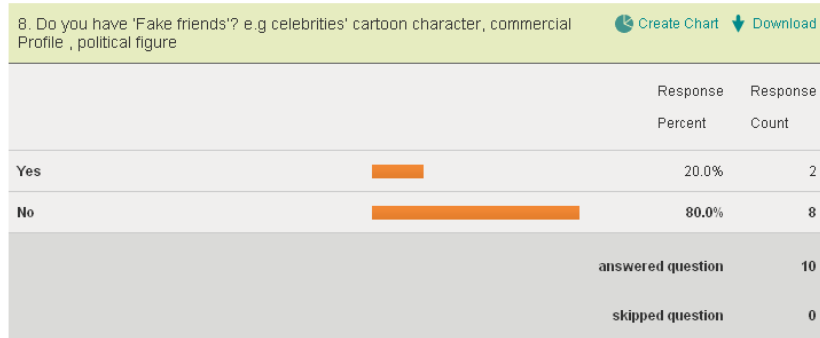 8. Do you have 'Fake friends'? e.g celebrities' cartoon character, commercial
Profile , political figure
Create Chart Download
Response Response
Percent Count
Yes 20.0% 2
No 80.0% 8
answered question 10
skipped question 0